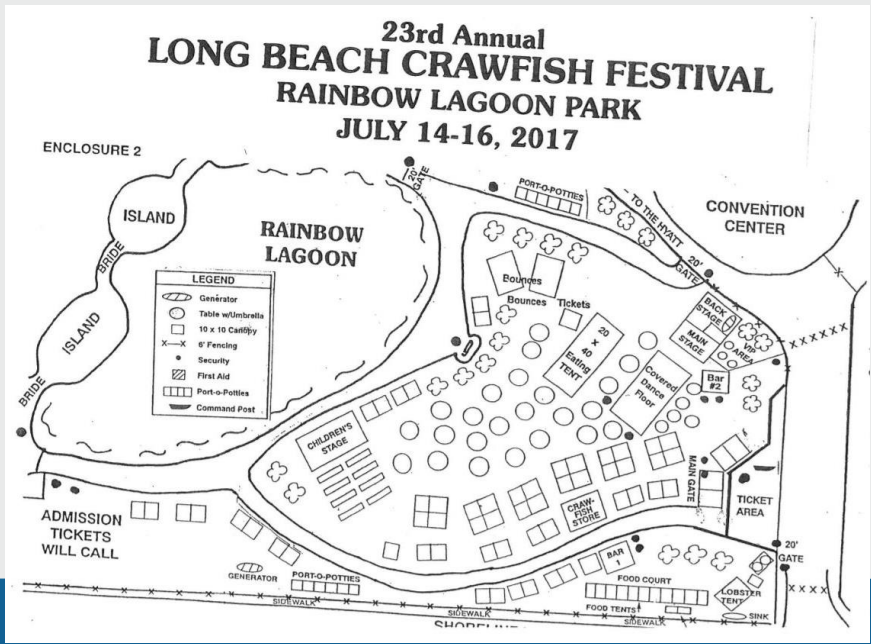 23rd Annual
LONG BEACH CRAWFISH FESTIVAL
RAINBOW LAGOON PARK
JULY 14-16, 2017
ENCLOSURE 2
ISLAND
BRIDE
ISLAND
BRIDE
RAINBOW
LAGOON
LEGEND
Generator
Table w/Umbrella
10 x 10 Canopy
6' Fencing
Security
First Aid
Port-o-Potties
Command Post
20'
GATE
PORT-O-POTTIES
TO THE HYATT
CONVENTION
CENTER
20'
GATE
Bounces
Bounces
Tickets
20
x
40
Eating
TENT
BACK
STAGE
MAIN
STAGE
VIP
AREA
Covered
Dance
Floor
Bar
#2
CHILDREN'S
STAGE
MAIN GATE
CRAW-
FISH
STORE
TICKET
AREA
ADMISSION
TICKETS
WILL CALL
20'
GATE
BAR
1
GENERATOR
PORT-O-POTTIES
FOOD COURT
LOBSTER
TENT
FOOD TENTS
SINK
SIDEWALK
SIDEWALK
SIDEWALK